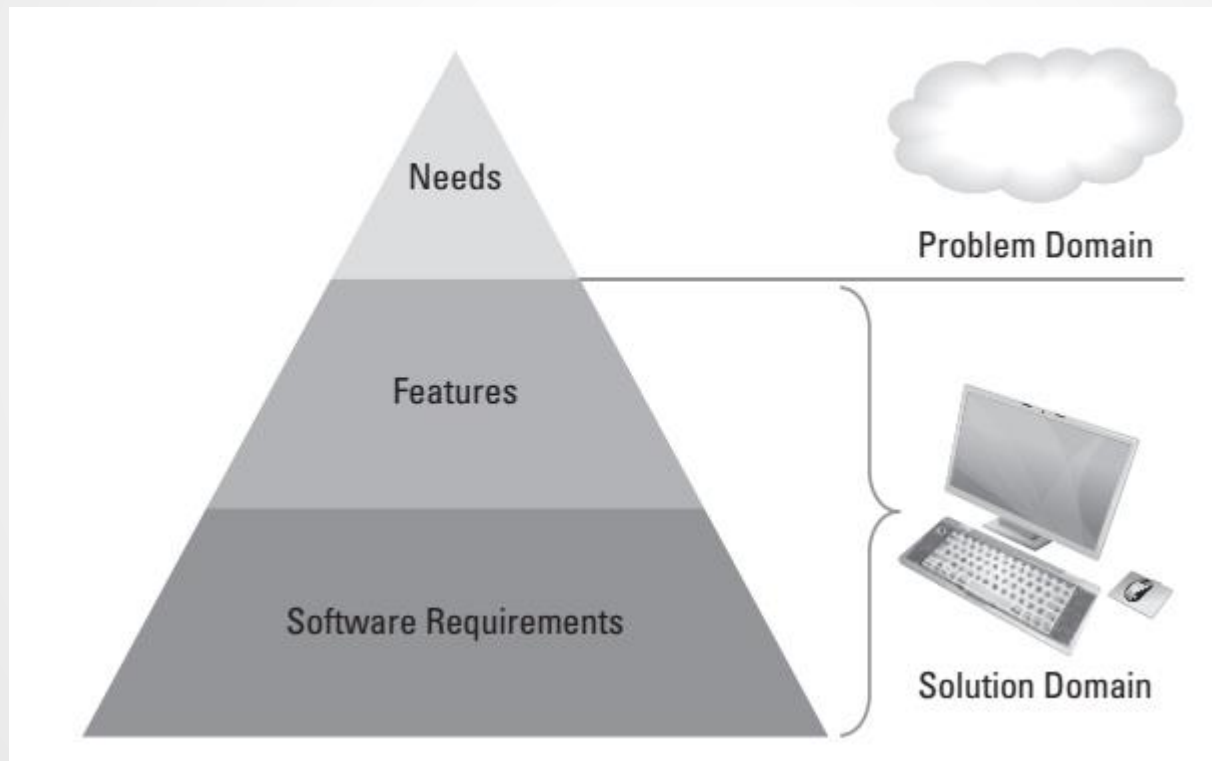 Needs
Problem Domain
Features
Software Requirements
Solution Domain